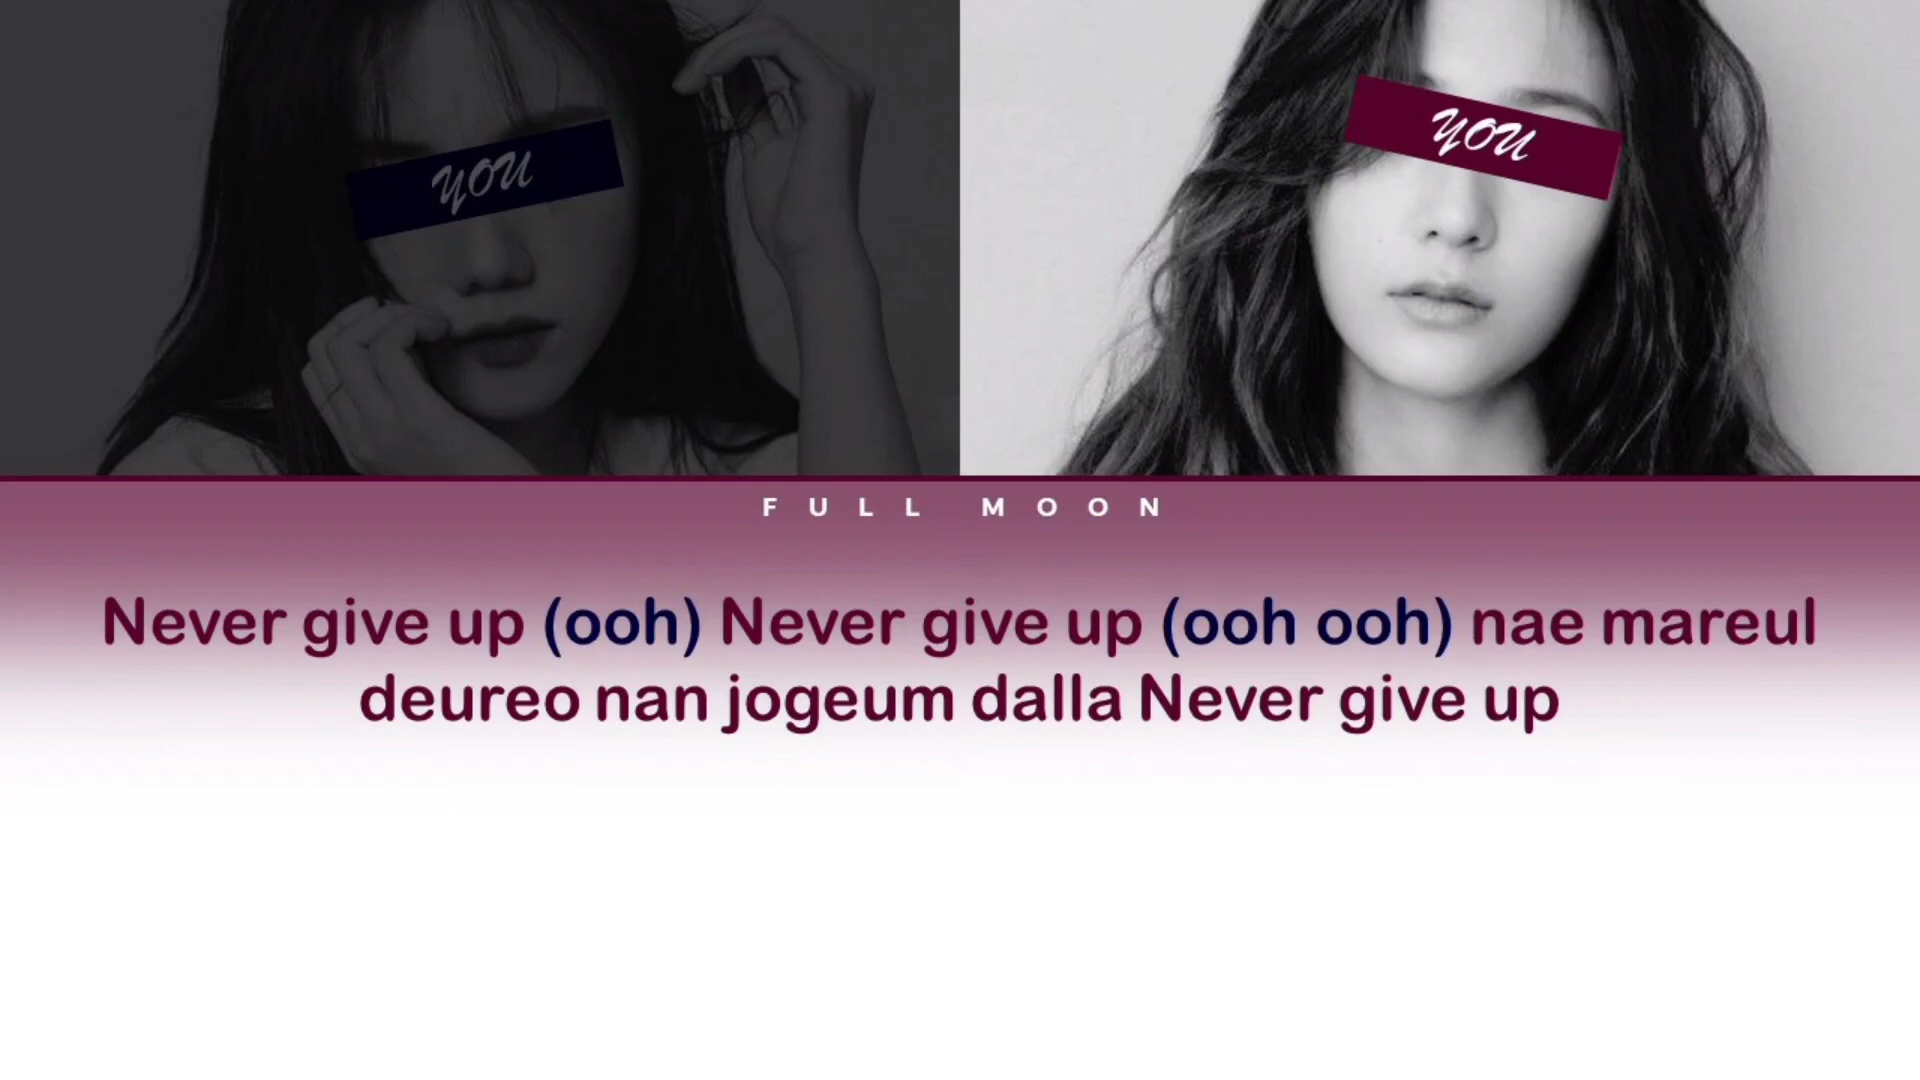 YOU
YOU
FULL MOON
Never give up (ooh) Never give up (ooh ooh) nae mareul
deureo nan jogeum dalla Never give up